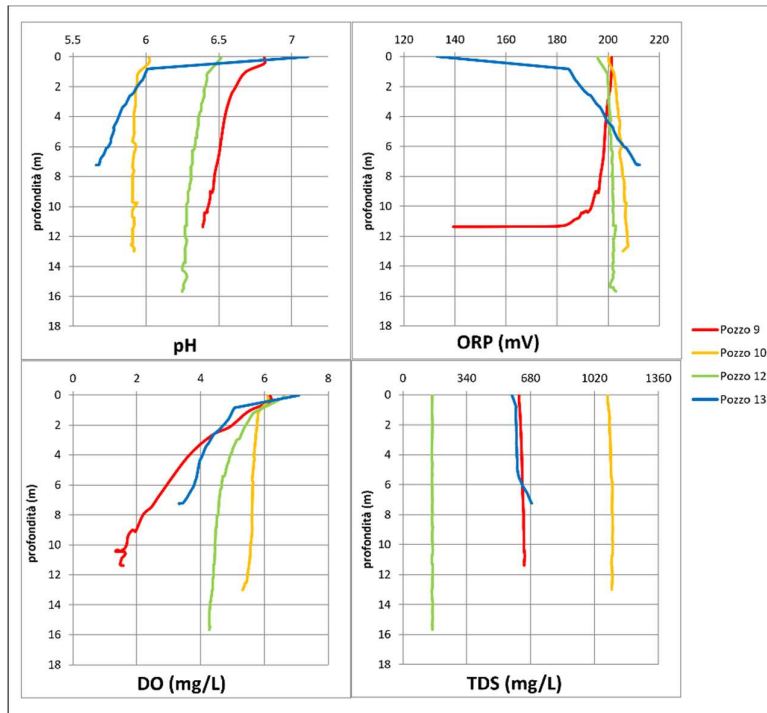 5.5 6 6.5 7
0
2
4
6
8
10
12
14
16
18
profondità (m)
pH
120 140 160 180 200 220
0
2
4
6
8
10
12
14
16
18
profondità (m)
ORP (mV)
Pozzo 9
Pozzo 10
Pozzo 12
Pozzo 13
0 2 4 6 8
0
2
4
6
8
10
12
14
16
18
profondità (m)
DO (mg/L)
0 340 680 1020 1360
0
2
4
6
8
10
12
14
16
18
profondità (m)
TDS (mg/L)